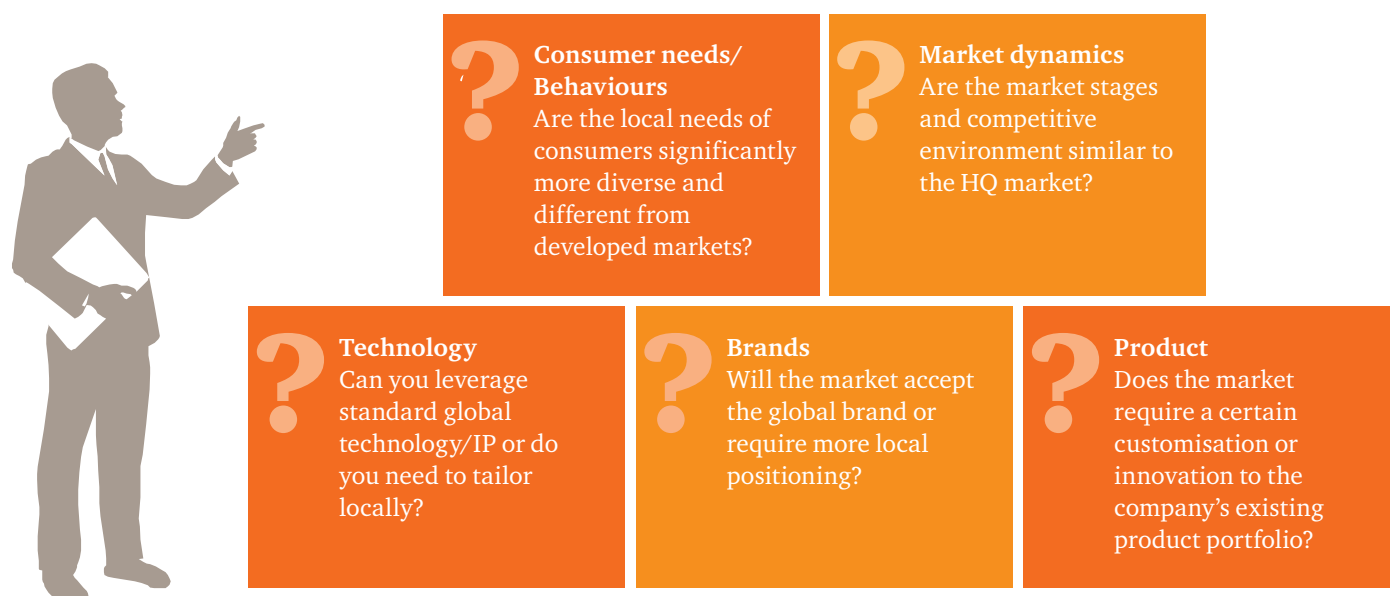 ?
Consumer needs/
Behaviours
Are the local needs of
consumers significantly
more diverse and
different from
developed markets?
?
Market dynamics
Are the market stages
and competitive
environment similar to
the HQ market?
?
Technology
Can you leverage
standard global
technology/IP or do
you need to tailor
locally?
?
Brands
Will the market accept
the global brand or
require more local
positioning?
?
Product
Does the market
require a certain
customisation or
innovation to the
company’s existing
product portfolio?